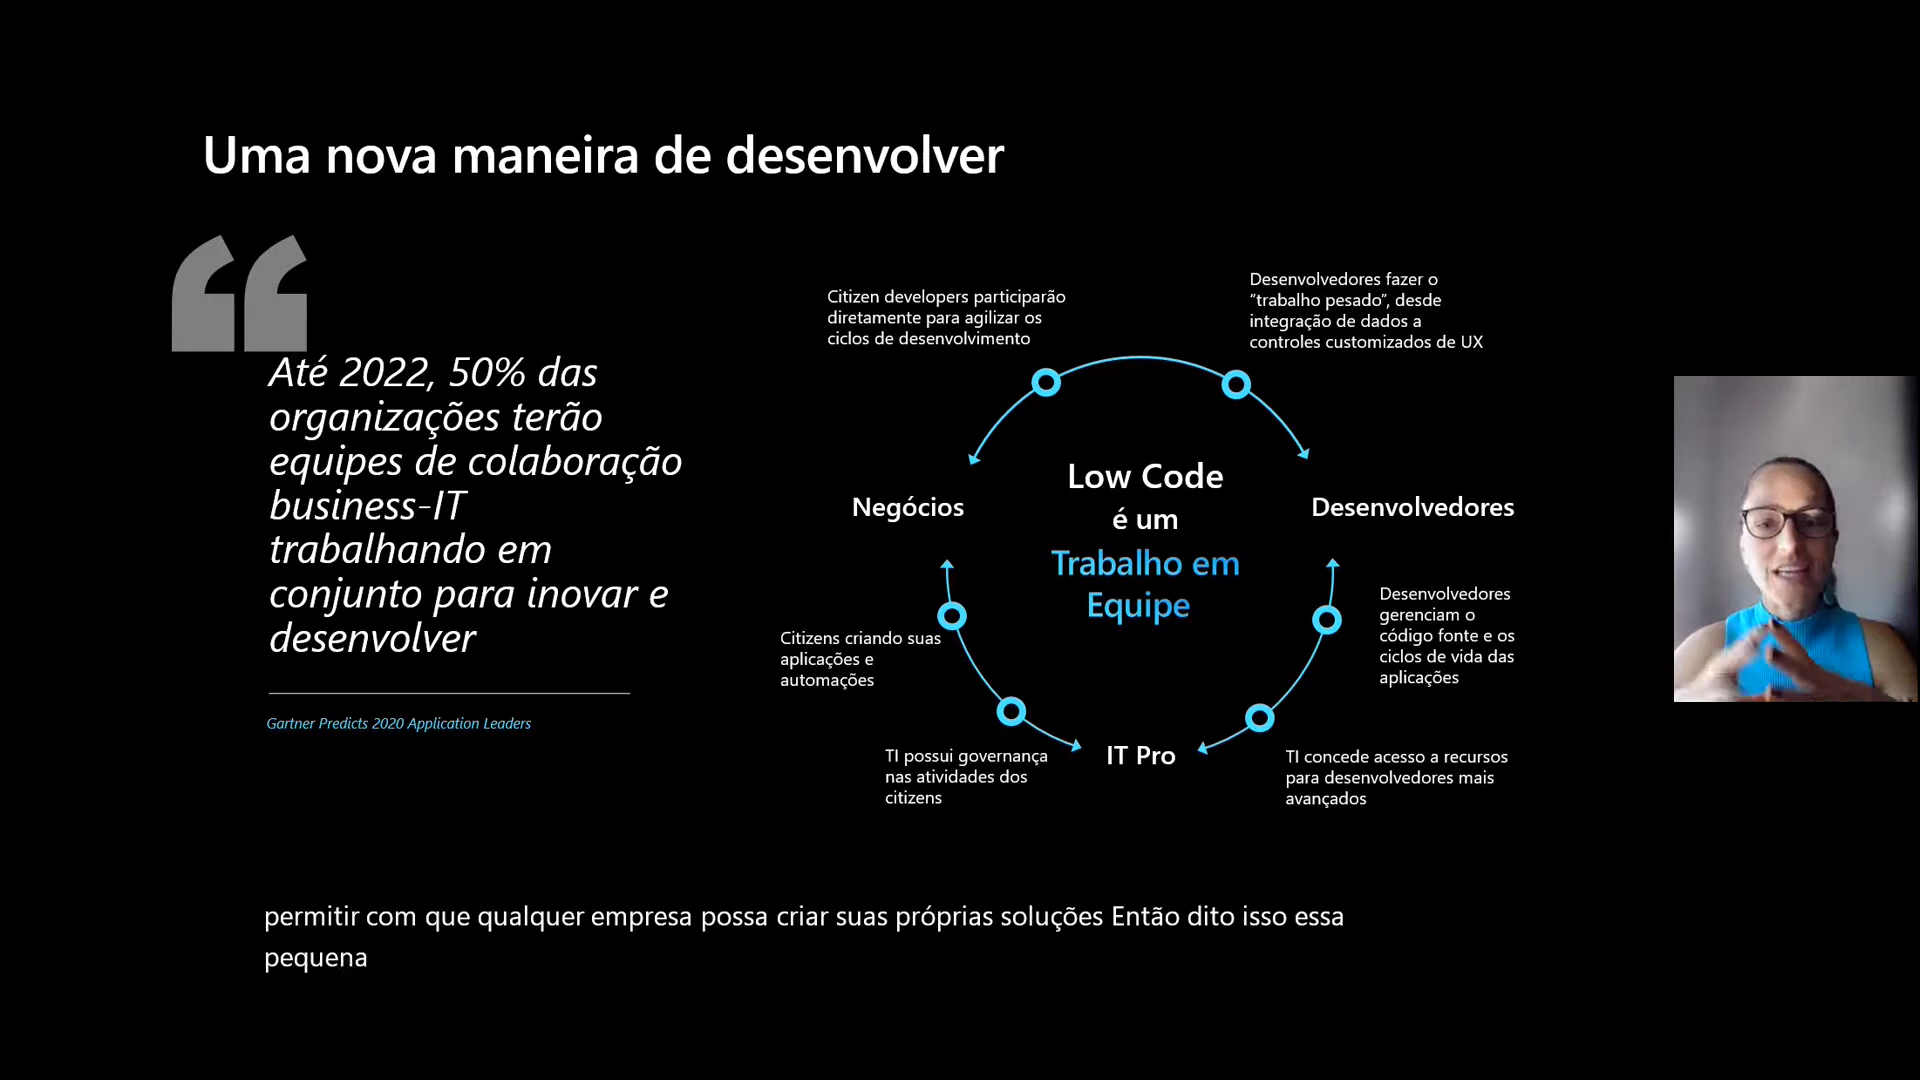 Uma nova maneira de desenvolver
Até 2022, 50% das
organizações terão
equipes de colaboração
business-IT
trabalhando em
conjunto para inovar e
desenvolver
Gartner Predicts 2020 Application Leaders
Citizen developers participarão
diretamente para agilizar os
ciclos de desenvolvimento
Desenvolvedores fazer o
“trabalho pesado”, desde
integração de dados a
controles customizados de UX
Negócios
Low Code
é um
Trabalho em
Equipe
Desenvolvedores
Citizens criando suas
aplicações e
automações
Desenvolvedores
gerenciam o
código fonte e os
ciclos de vida das
aplicações
TI possui governança
nas atividades dos
citizens
IT Pro
TI concede acesso a recursos
para desenvolvedores mais
avançados
permitir com que qualquer empresa possa criar suas próprias soluções Então dito isso essa
pequena